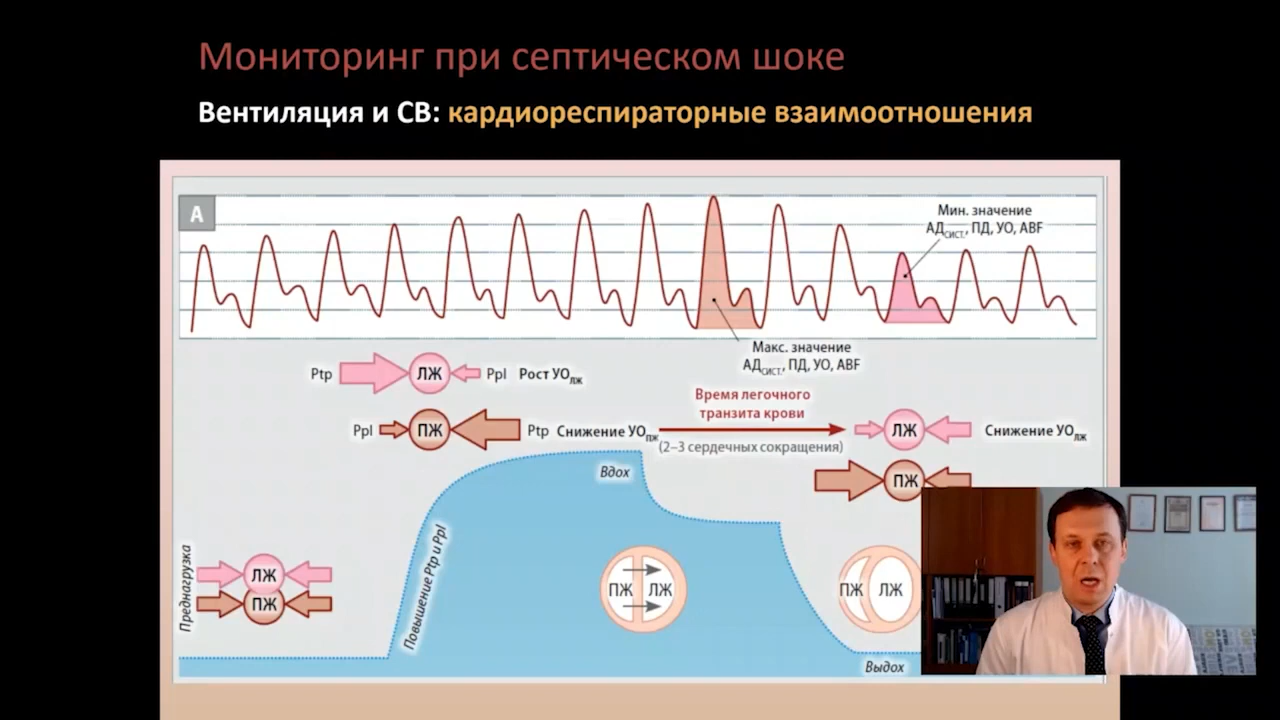 Мониторинг при септическом шоке
Вентиляция и СВ: кардиореспираторные взаимоотношения
A
Мин. значение
АДсист., ПД, УО, ABF
Макс. значение
АДсист., ПД, УО, ABF
Ptp
ЛЖ
Ppl
Рост УОлж
Время легочного
транзита крови
Ppl
ПЖ
Ptp
Снижение УОпж
(2–3 сердечных сокращения)
ЛЖ
Снижение УОлж
Вдох
ПЖ
Преднагрузка
ЛЖ
ПЖ
Повышение Ptp и Ppl
ПЖ
ЛЖ
ПЖ
ЛЖ
Выдох